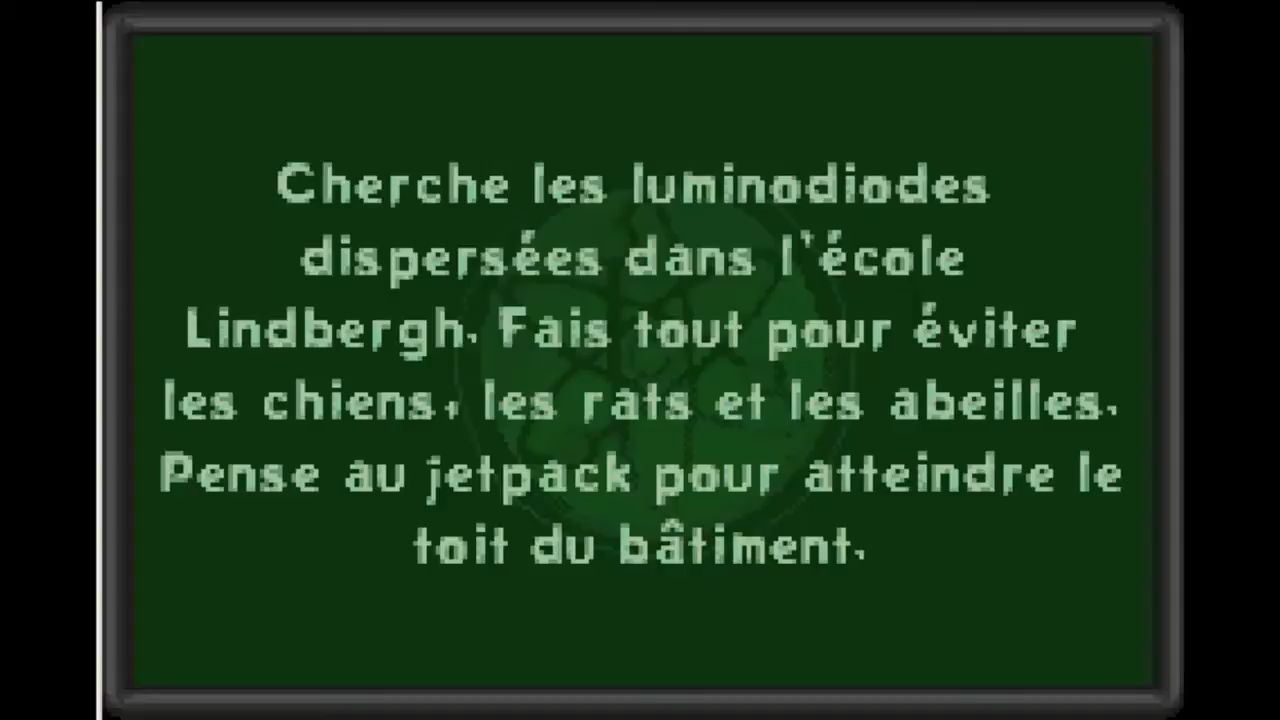 Cherche les luminodiodes
dispersées dans l'école
Lindbergh. Fais tout pour éviter
les chiens, les rats et les abeilles.
Pense au jetpack pour atteindre le
toit du bâtiment.